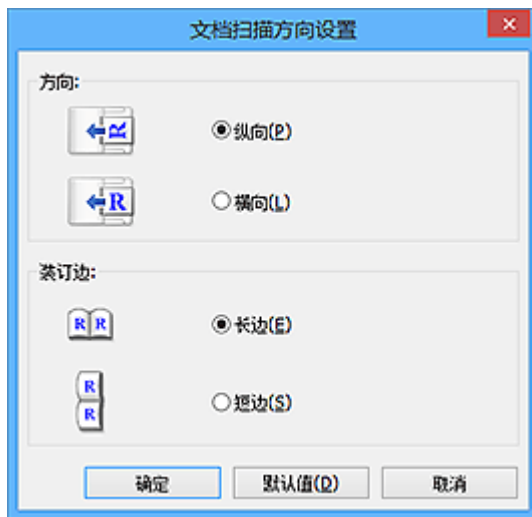 文档扫描方向设置
方向:
R
纵向(P)
R
横向(L)
装订边:
R R
长边(E)
R
R
短边(S)
确定 默认值(D) 取消